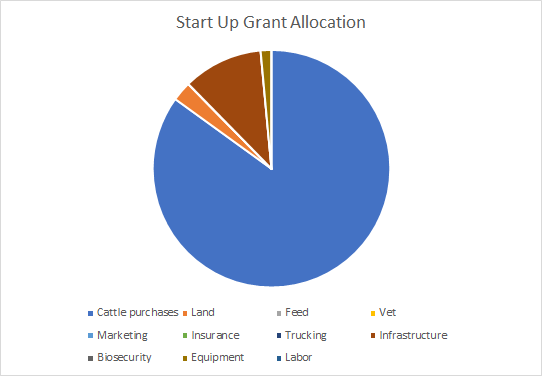 Start Up Grant Allocation
Cattle purchases Land Feed Vet
Marketing Insurance Trucking Infrastructure
Biosecurity Equipment Labor